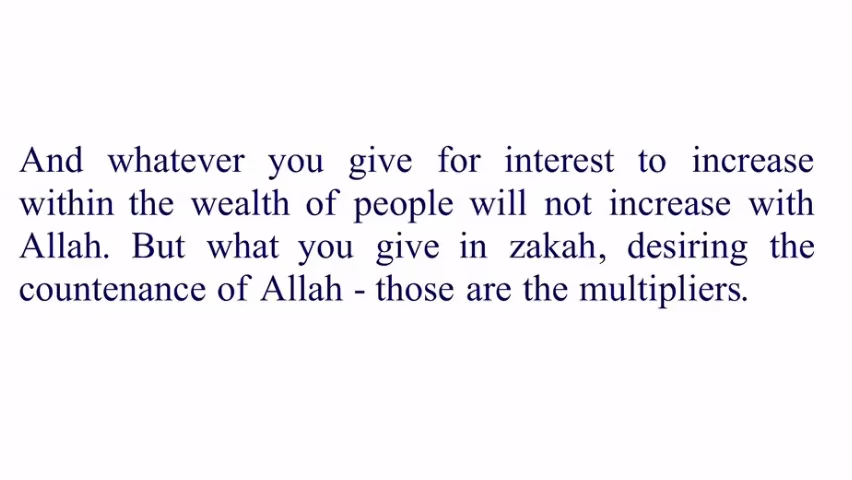 And whatever you give for interest to increase
within the wealth of people will not increase with
Allah. But what you give in zakah, desiring the
countenance of Allah - those are the multipliers.